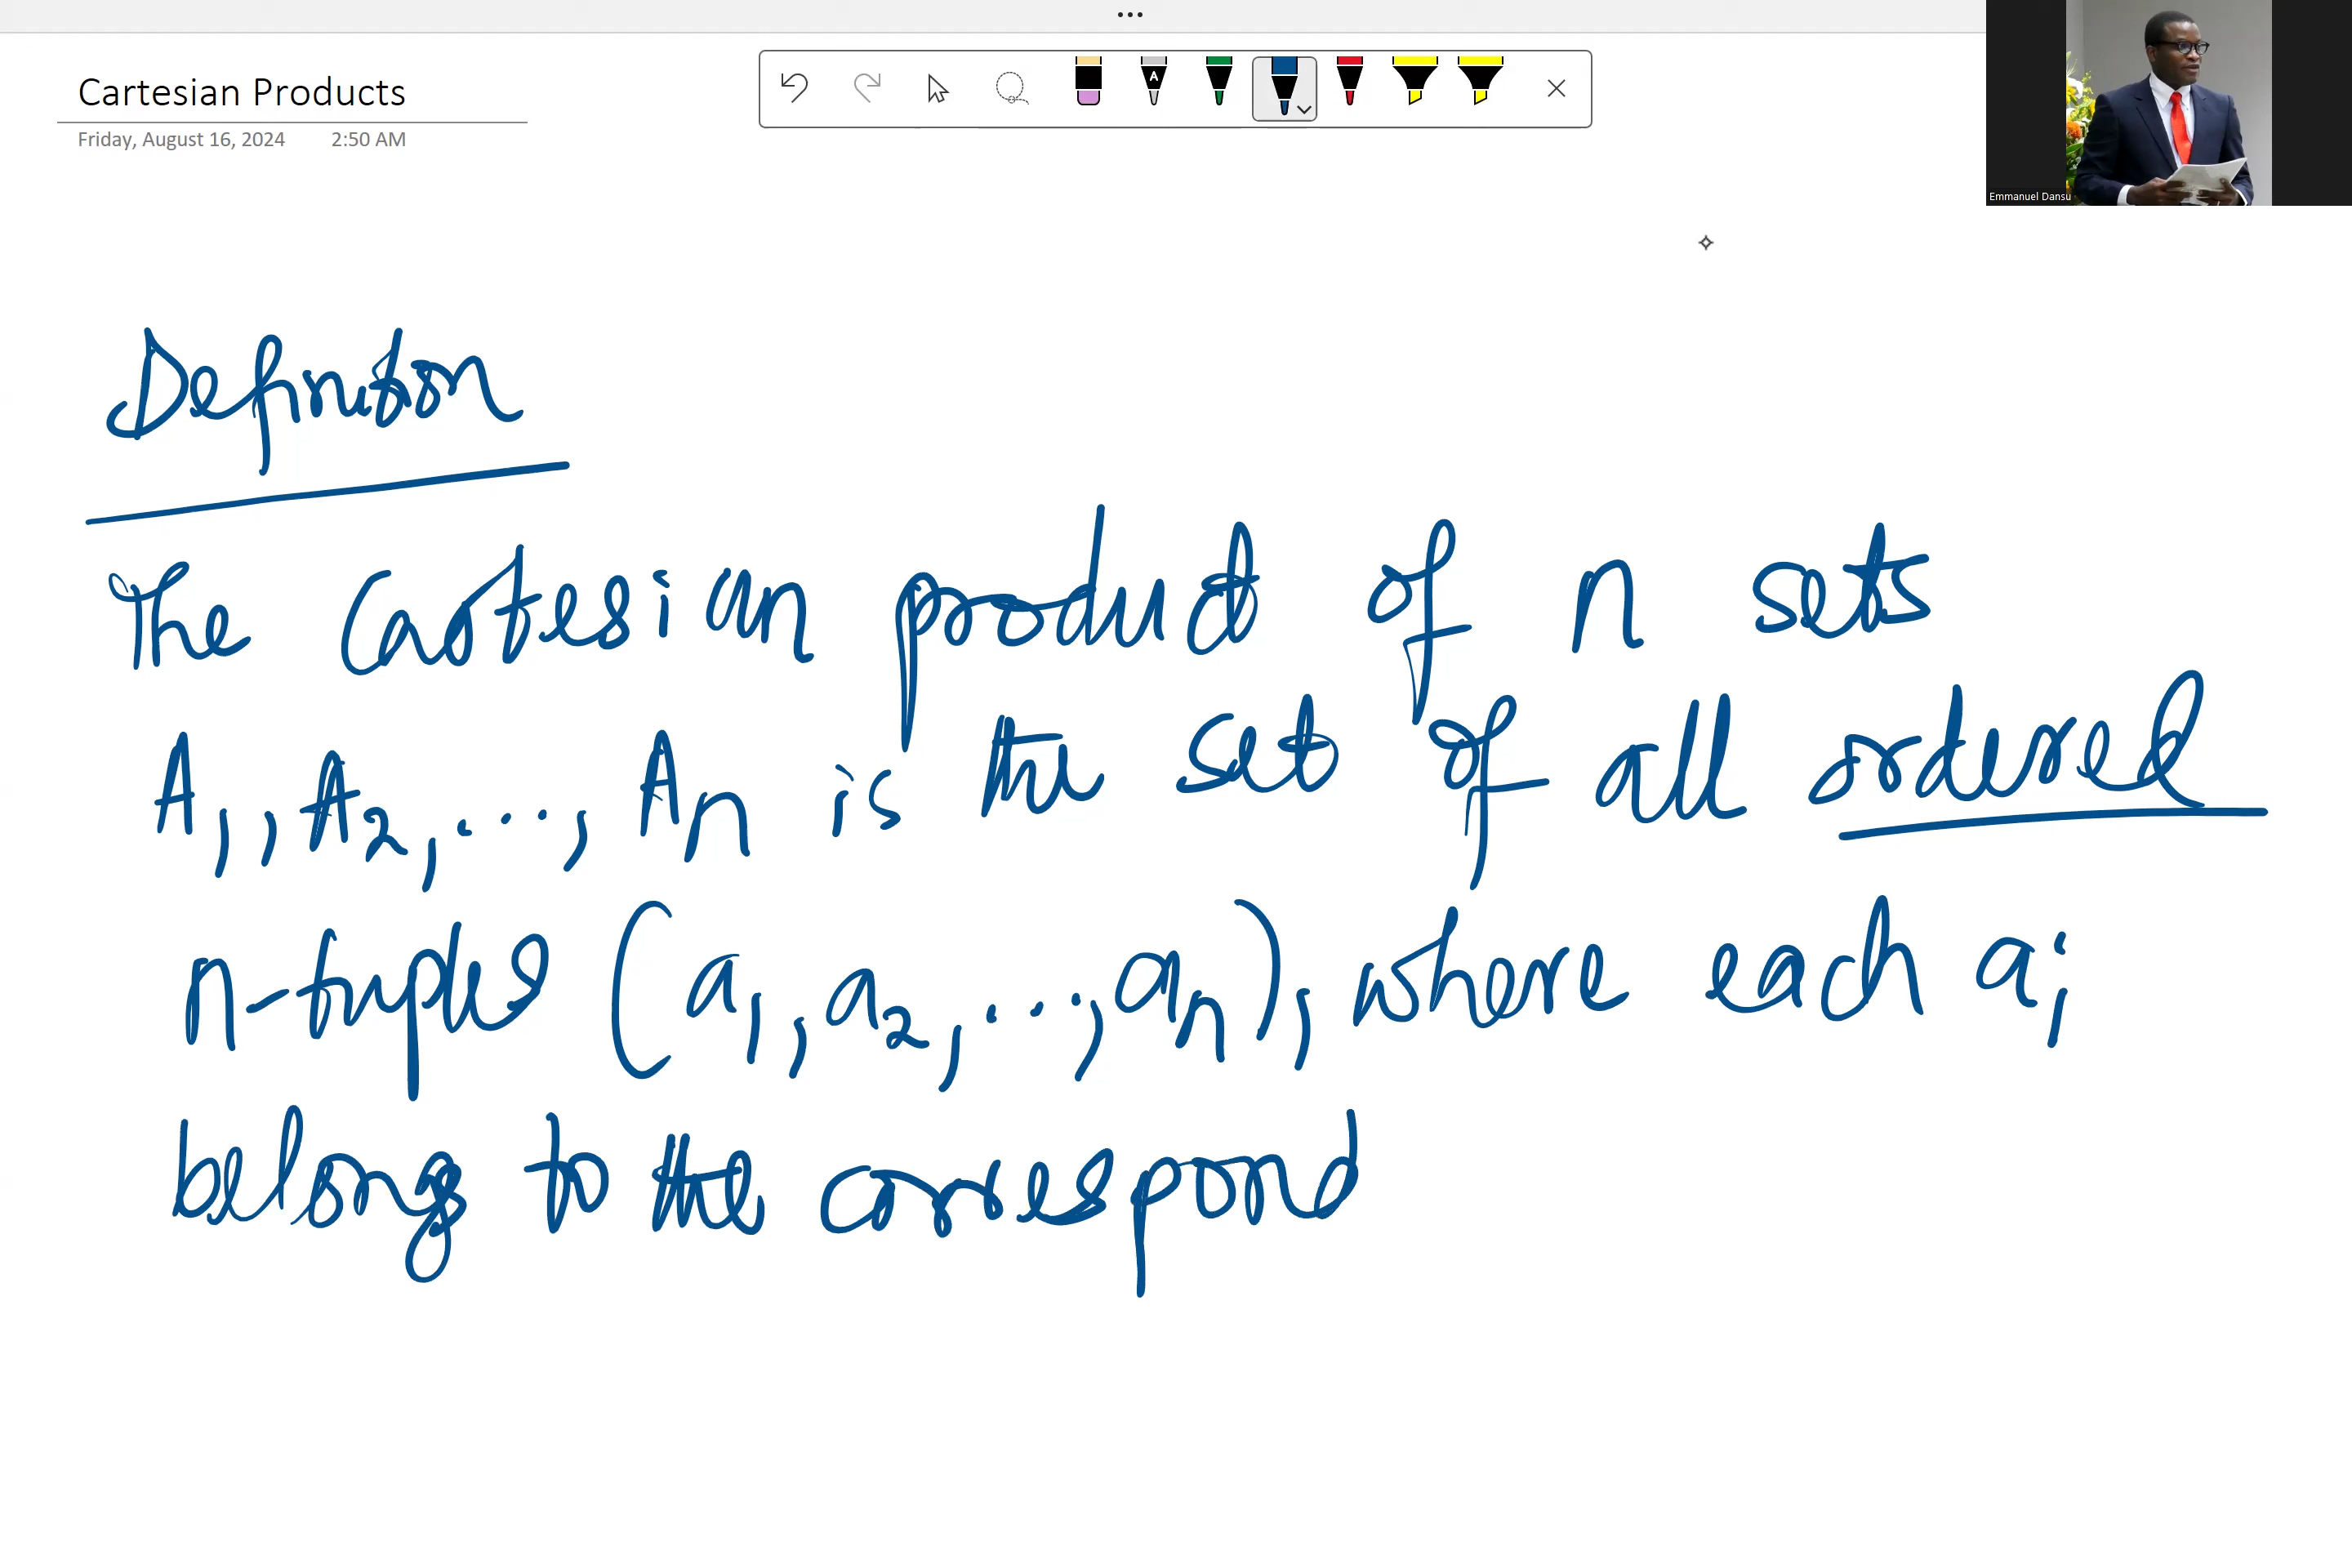 Cartesian Products
Friday, August 16, 2024 2:50 AM
A
Emmanuel Dansu
Definition
The Cartesian product of n sets
A₁, A₂, ..., Aₙ is the set of all ordered
n-tuples (a₁, a₂, ..., aₙ), where each aᵢ
belongs to the correspond